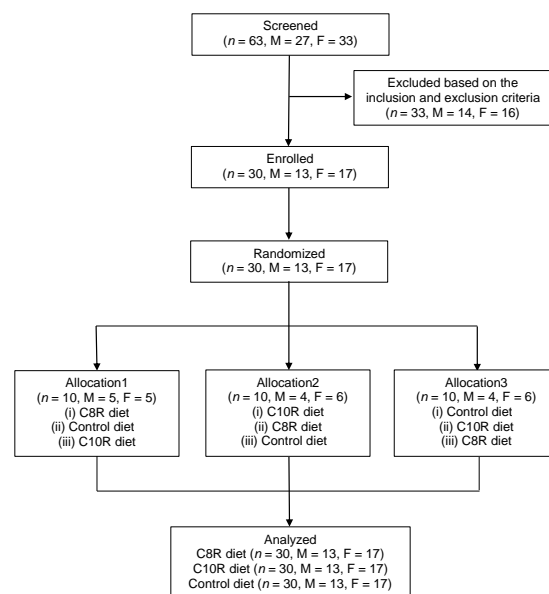 Screened
(n = 63, M = 27, F = 33)
Excluded based on the
inclusion and exclusion criteria
(n = 33, M = 14, F = 16)
Enrolled
(n = 30, M = 13, F = 17)
Randomized
(n = 30, M = 13, F = 17)
Allocation1
(n = 10, M = 5, F = 5)
(i) C8R diet
(ii) Control diet
(iii) C10R diet
Allocation2
(n = 10, M = 4, F = 6)
(i) C10R diet
(ii) C8R diet
(iii) Control diet
Allocation3
(n = 10, M = 4, F = 6)
(i) Control diet
(ii) C10R diet
(iii) C8R diet
Analyzed
C8R diet (n = 30, M = 13, F = 17)
C10R diet (n = 30, M = 13, F = 17)
Control diet (n = 30, M = 13, F = 17)